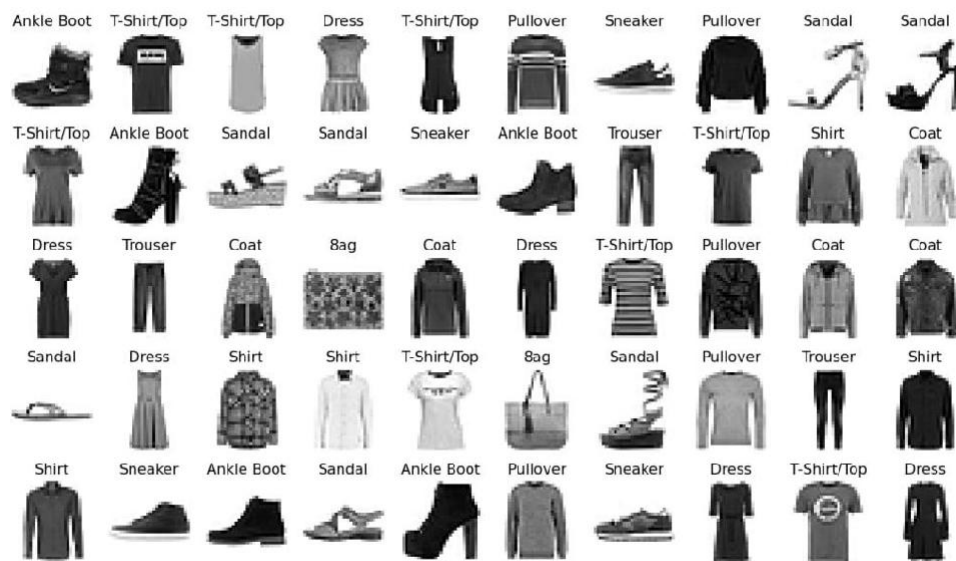 Ankle Boot T-Shirt/Top T-Shirt/Top Dress T-Shirt/Top Pullover Sneaker Pullover Sandal Sandal
T-Shirt/Top Ankle Boot Sandal Sandal Sneaker Ankle Boot Trouser T-Shirt/Top Shirt Coat
Dress Trouser Coat 8ag Coat Dress T-Shirt/Top Pullover Coat Coat
Sandal Dress Shirt Shirt T-Shirt/Top 8ag Sandal Pullover Trouser Shirt
Shirt Sneaker Ankle Boot Sandal Ankle Boot Pullover Sneaker Dress T-Shirt/Top Dress